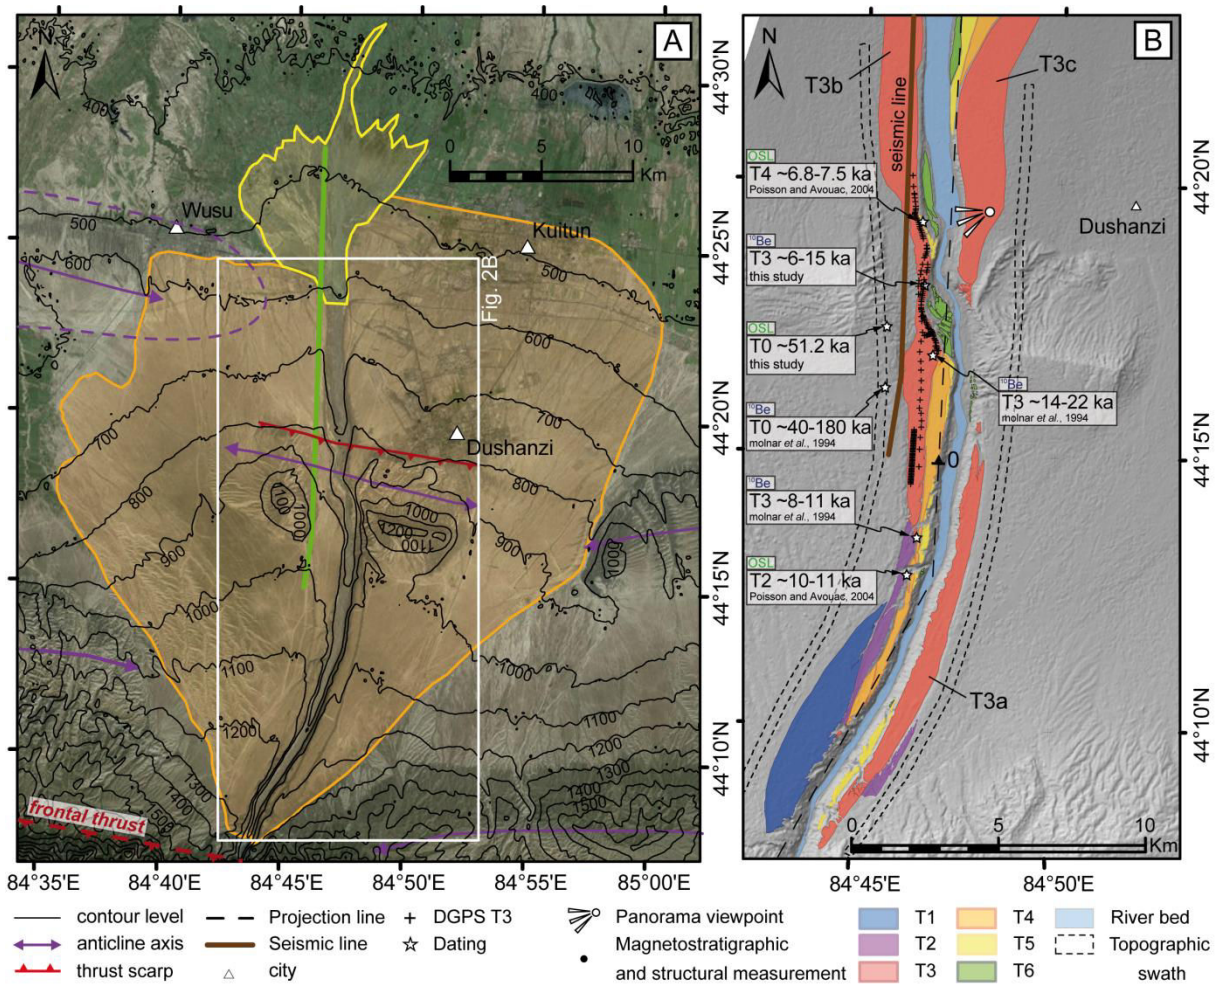 A
N
44°30'N
400
400
0
5
10
Km
Wusu
500
Kuitun
500
44°25'N
600
Fig. 2B
600
700
700
44°20'N
Dushanzi
800
800
1100
1000
1000
1200
1100
900
900
1000
44°15'N
1000
1000
1100
1100
1200
1200
44°10'N
1300
1300
1400
1400
1500
1500
frontal thrust
84°35'E
84°40'E
84°45'E
84°50'E
84°55'E
85°00'E
B
N
T3b
T3c
seismic line
OSL
T4 ~6.8-7.5 ka
Poisson and Avouac, 2004
44°20'N
Dushanzi
10Be
T3 ~6-15 ka
this study
OSL
T0 ~51.2 ka
this study
10Be
T3 ~14-22 ka
molnar et al., 1994
10Be
T0 ~40-180 ka
molnar et al., 1994
0
44°15'N
10Be
T3 ~8-11 ka
molnar et al., 1994
OSL
T2 ~10-11 ka
Poisson and Avouac, 2004
T3a
44°10'N
0
5
10
Km
84°45'E
84°50'E
contour level
Projection line
DGPS T3
Panorama viewpoint
T1
T4
River bed
anticline axis
Seismic line
Dating
Magnetostratigraphic
and structural measurement
T2
T5
Topographic
swath
thrust scarp
city
T3
T6